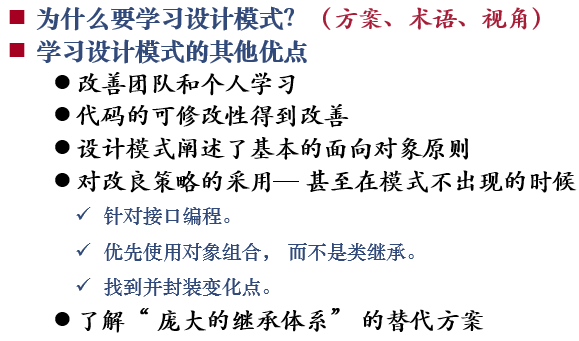 为什么要学习设计模式？（方案、术语、视角）
学习设计模式的其他优点
改善团队和个人学习
代码的可修改性得到改善
设计模式阐述了基本的面向对象原则
对改良策略的采用— 甚至在模式不出现的时候
针对接口编程。
优先使用对象组合， 而不是类继承。
找到并封装变化点。
了解“ 庞大的继承体系” 的替代方案